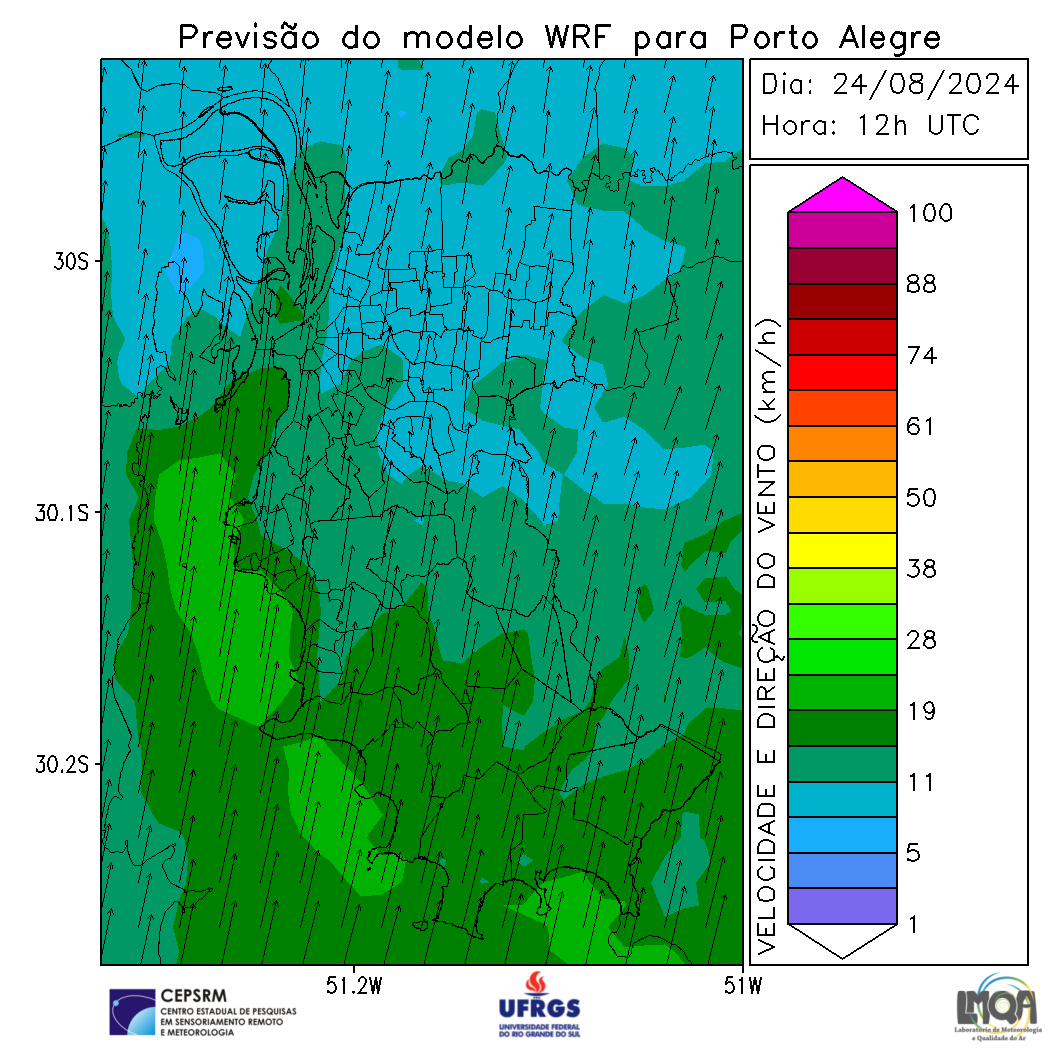 Previsão do modelo WRF para Porto Alegre
Dia: 24/08/2024
Hora: 12h UTC
30S
30.1S
30.2S
51.2W
51W
VELOCIDADE E DIREÇÃO DO VENTO (km/h)
100
88
74
61
50
38
28
19
11
5
1
CEPSRM
CENTRO ESTADUAL DE PESQUISAS
EM SENSORIAMENTO REMOTO
E METEOROLOGIA
UFRGS
UNIVERSIDADE FEDERAL
DO RIO GRANDE DO SUL
LMQA
Laboratório de Meteorologia
e Qualidade do Ar